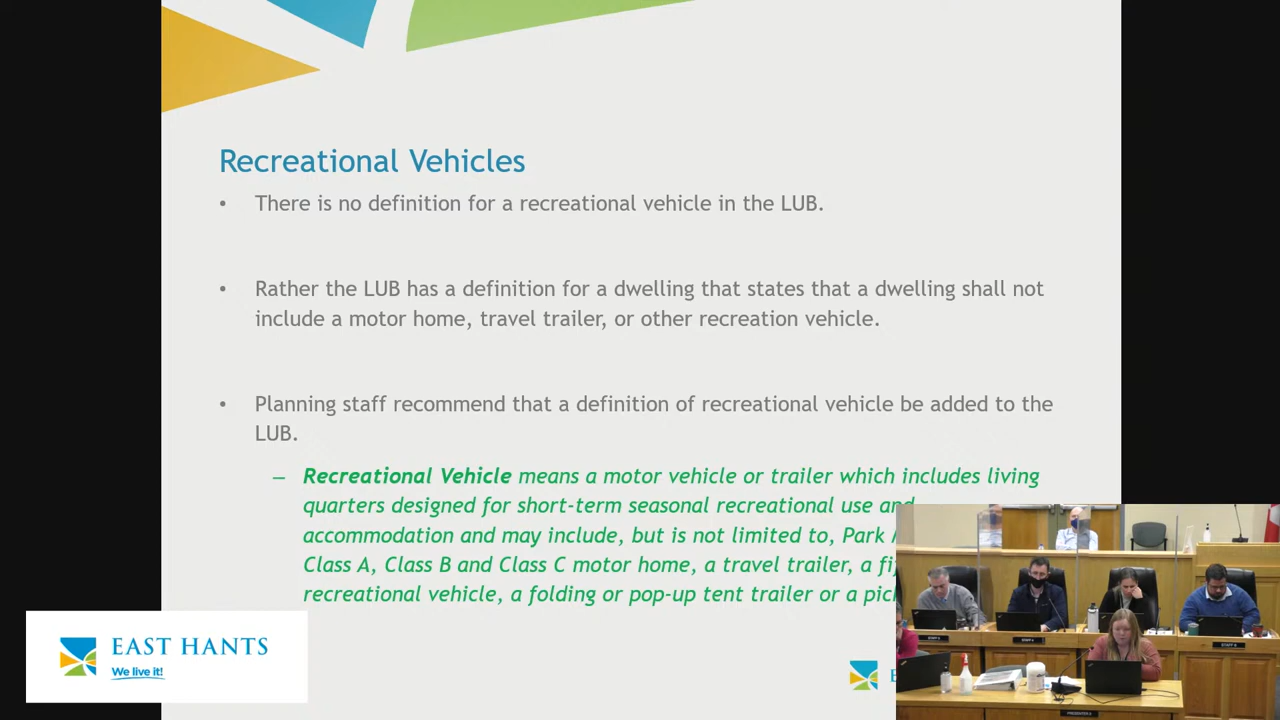 Recreational Vehicles
• There is no definition for a recreational vehicle in the LUB.
• Rather the LUB has a definition for a dwelling that states that a dwelling shall not
include a motor home, travel trailer, or other recreation vehicle.
• Planning staff recommend that a definition of recreational vehicle be added to the
LUB.
– Recreational Vehicle means a motor vehicle or trailer which includes living
quarters designed for short-term seasonal recreational use and
accommodation and may include, but is not limited to, Park
Class A, Class B and Class C motor home, a travel trailer, a
recreational vehicle, a folding or pop-up tent trailer or a
EAST HANTS
We live it!